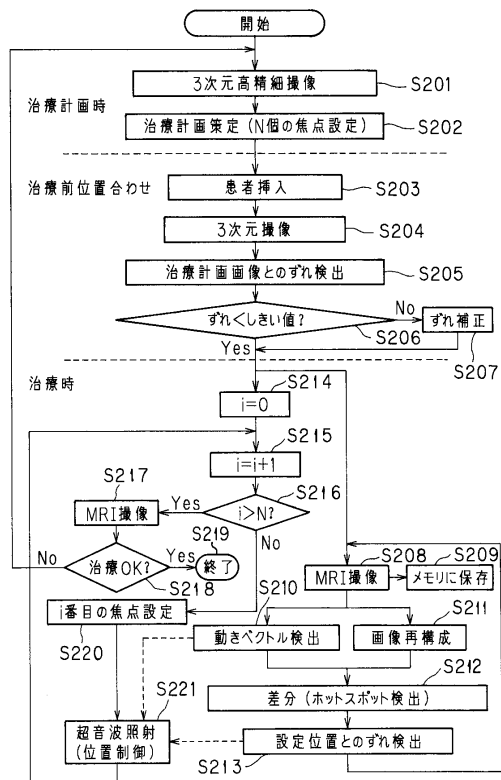 開始
3次元高精細撮像
S201
治療計画時
治療計画策定(N個の焦点設定)
S202
治療前位置合わせ
患者挿入
S203
3次元撮像
S204
治療計画画像とのずれ検出
S205
ずれ<しきい値?
S206
No
ずれ補正
S207
Yes
治療時
S214
i=0
S215
i=i+1
S217
S216
MRI撮像
Yes
i>N?
S219
No
治療OK?
Yes
終了
No
S218
S208
S209
MRI撮像
メモリに保存
S210
i番目の焦点設定
S220
動きベクトル検出
画像再構成
S211
S212
差分(ホットスポット検出)
S221
超音波照射
(位置制御)
設定位置とのずれ検出
S213